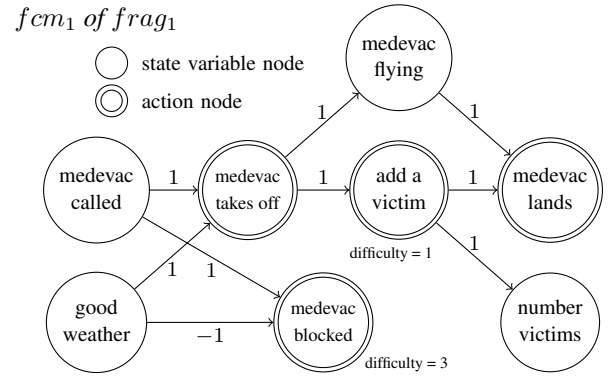 fcm₁ of frag₁
state variable node
action node
medevac
flying
1
1
medevac
called
1
medevac
takes off
1
add a
victim
1
medevac
lands
difficulty = 1
1
1
1
good
weather
−1
medevac
blocked
difficulty = 3
number
victims